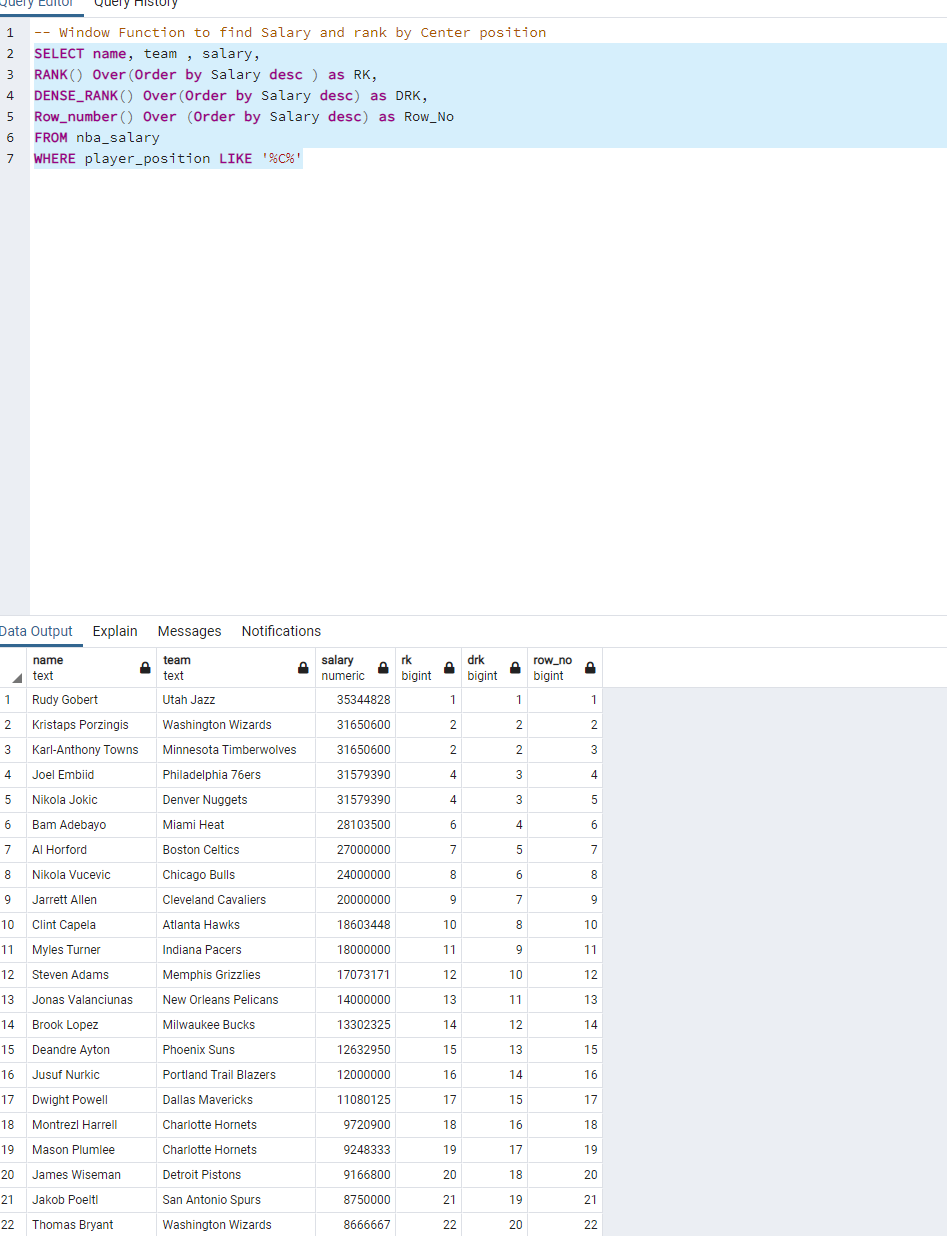 Query Editor Query History
1 -- Window Function to find Salary and rank by Center position
2 SELECT name, team , salary,
3 RANK() Over(Order by Salary desc ) as RK,
4 DENSE_RANK() Over(Order by Salary desc) as DRK,
5 Row_number() Over (Order by Salary desc) as Row_No
6 FROM nba_salary
7 WHERE player_position LIKE '%C%'
Data Output Explain Messages Notifications
name team salary rk drk row_no
text text numeric bigint bigint bigint
1 Rudy Gobert Utah Jazz 35344828 1 1 1
2 Kristaps Porzingis Washington Wizards 31650600 2 2 2
3 Karl-Anthony Towns Minnesota Timberwolves 31650600 2 2 3
4 Joel Embiid Philadelphia 76ers 31579390 4 3 4
5 Nikola Jokic Denver Nuggets 31579390 4 3 5
6 Bam Adebayo Miami Heat 28103500 6 4 6
7 Al Horford Boston Celtics 27000000 7 5 7
8 Nikola Vucevic Chicago Bulls 24000000 8 6 8
9 Jarrett Allen Cleveland Cavaliers 20000000 9 7 9
10 Clint Capela Atlanta Hawks 18603448 10 8 10
11 Myles Turner Indiana Pacers 18000000 11 9 11
12 Steven Adams Memphis Grizzlies 17073171 12 10 12
13 Jonas Valanciunas New Orleans Pelicans 14000000 13 11 13
14 Brook Lopez Milwaukee Bucks 13302325 14 12 14
15 Deandre Ayton Phoenix Suns 12632950 15 13 15
16 Jusuf Nurkic Portland Trail Blazers 12000000 16 14 16
17 Dwight Powell Dallas Mavericks 11080125 17 15 17
18 Montrezl Harrell Charlotte Hornets 9720900 18 16 18
19 Mason Plumlee Charlotte Hornets 9248333 19 17 19
20 James Wiseman Detroit Pistons 9166800 20 18 20
21 Jakob Poeltl San Antonio Spurs 8750000 21 19 21
22 Thomas Bryant Washington Wizards 8666667 22 20 22